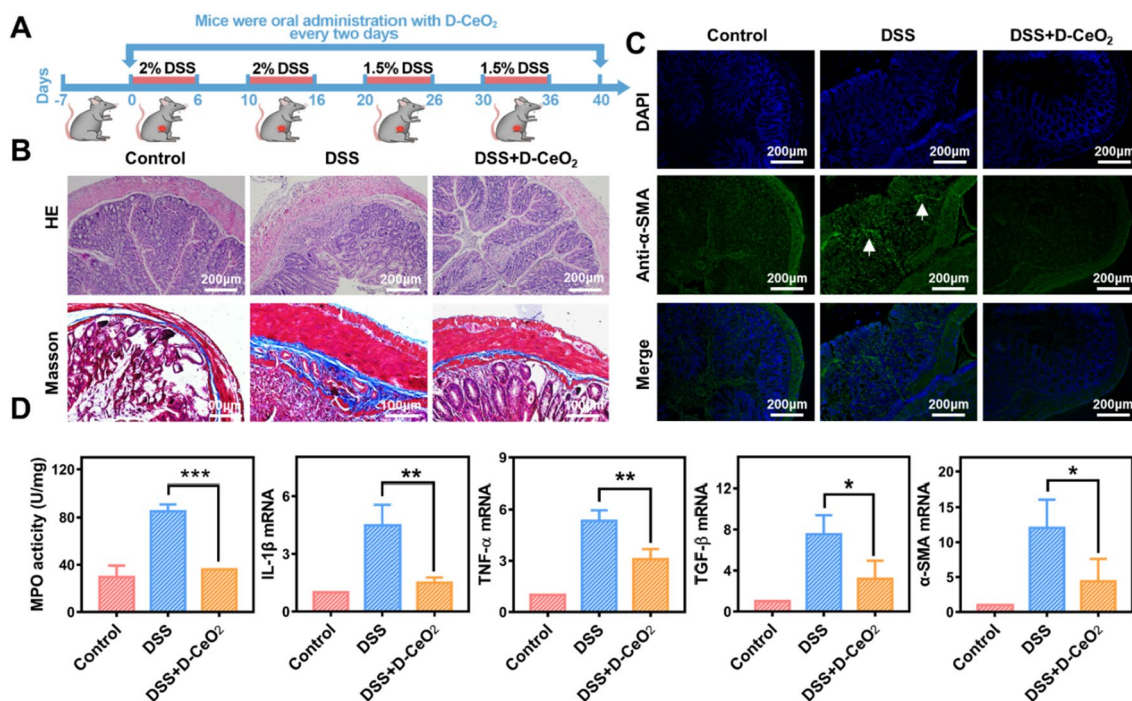 A
Mice were oral administration with D-CeO₂
every two days
2% DSS 2% DSS 1.5% DSS 1.5% DSS
Days
-7 0 6 10 16 20 26 30 36 40
B
Control DSS DSS+D-CeO₂
HE
200μm 200μm 200μm
Masson
100μm 100μm
C
Control DSS DSS+D-CeO₂
DAPI
200μm 200μm 200μm
Anti-α-SMA
200μm 200μm 200μm
Merge
200μm 200μm 200μm
D
MPO acticity (U/mg)
120
80
40
0
***
Control DSS DSS+D-CeO2
IL-1β mRNA
6
3
0
**
Control DSS DSS+D-CeO2
TNF-α mRNA
9
6
3
0
**
Control DSS DSS+D-CeO2
TGF-β mRNA
12
8
4
0
*
Control DSS DSS+D-CeO2
α-SMA mRNA
20
15
10
5
0
*
Control DSS DSS+D-CeO2